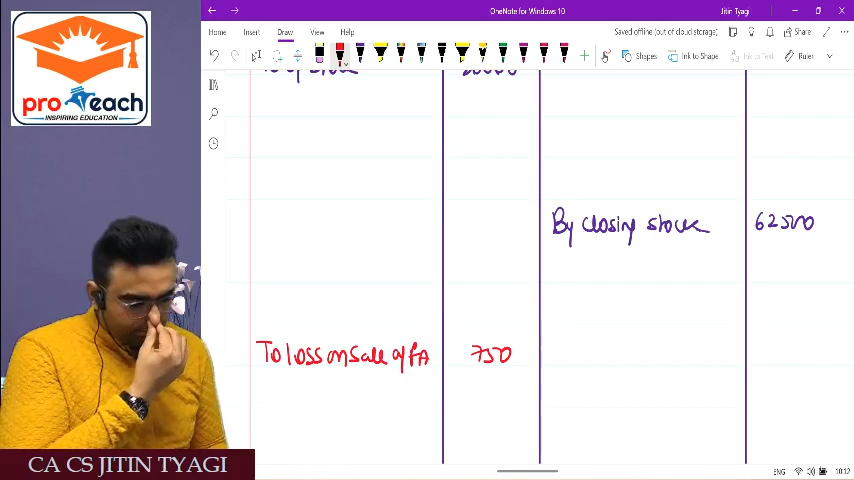 OneNote for Windows 10
Jitin Tyagi
Home Insert Draw View Help
Saved offline (out of cloud storage)
Share
Shapes
Ink to Shape
Ink to Text
Ruler
pro teach
INSPIRING EDUCATION
By closing stock 62500
To loss on sale of FA 750
CA CS JITIN TYAGI
ENG 10:12